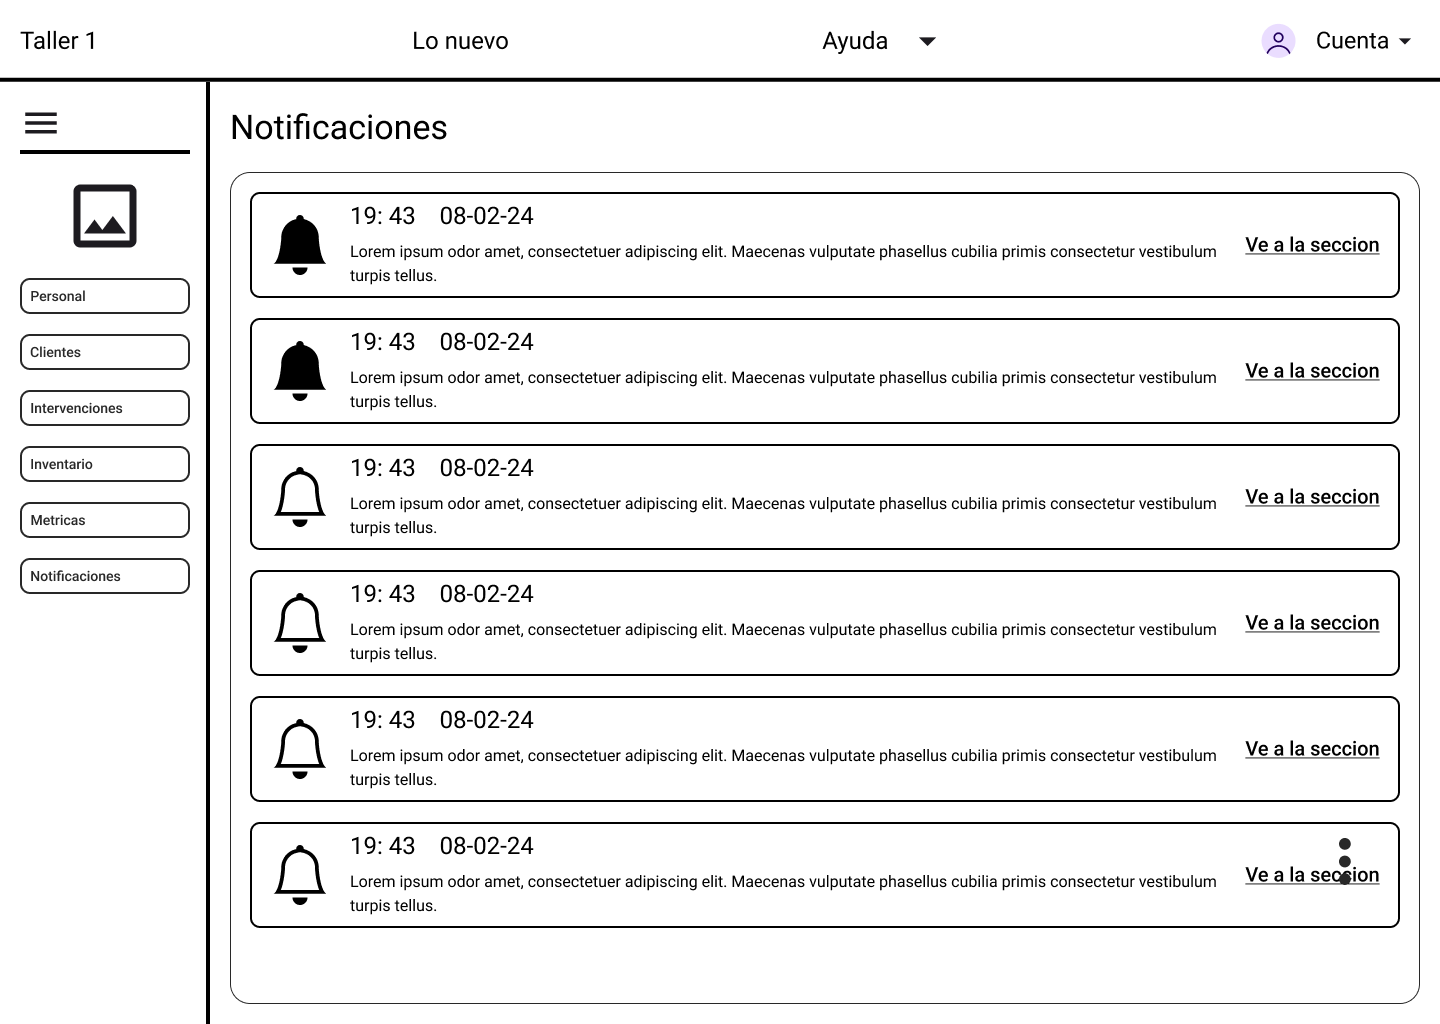 Taller 1
Lo nuevo
Ayuda
Cuenta
Notificaciones
Personal
Clientes
Intervenciones
Inventario
Metricas
Notificaciones
19: 43 08-02-24
Lorem ipsum odor amet, consectetuer adipiscing elit. Maecenas vulputate phasellus cubilia primis consectetur vestibulum
turpis tellus.
Ve a la seccion
19: 43 08-02-24
Lorem ipsum odor amet, consectetuer adipiscing elit. Maecenas vulputate phasellus cubilia primis consectetur vestibulum
turpis tellus.
Ve a la seccion
19: 43 08-02-24
Lorem ipsum odor amet, consectetuer adipiscing elit. Maecenas vulputate phasellus cubilia primis consectetur vestibulum
turpis tellus.
Ve a la seccion
19: 43 08-02-24
Lorem ipsum odor amet, consectetuer adipiscing elit. Maecenas vulputate phasellus cubilia primis consectetur vestibulum
turpis tellus.
Ve a la seccion
19: 43 08-02-24
Lorem ipsum odor amet, consectetuer adipiscing elit. Maecenas vulputate phasellus cubilia primis consectetur vestibulum
turpis tellus.
Ve a la seccion
19: 43 08-02-24
Lorem ipsum odor amet, consectetuer adipiscing elit. Maecenas vulputate phasellus cubilia primis consectetur vestibulum
turpis tellus.
Ve a la seccion